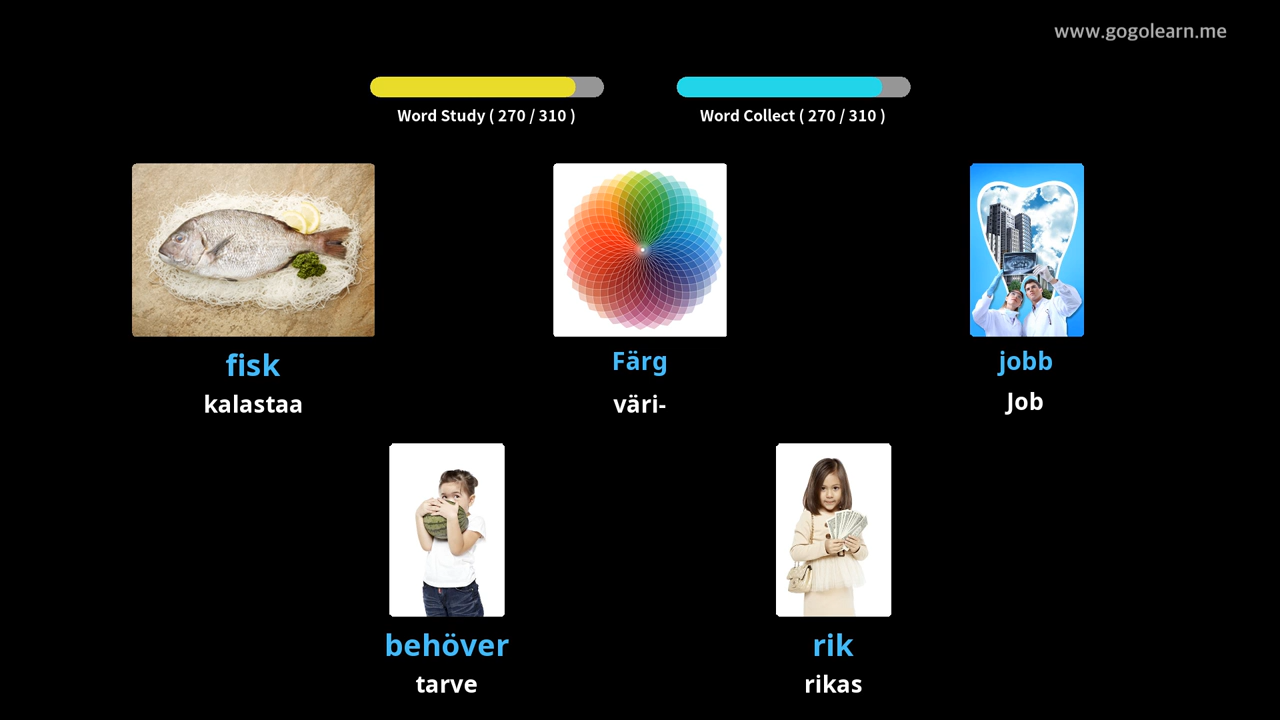 www.gogolearn.me
Word Study ( 270 / 310 )
Word Collect ( 270 / 310 )
fisk
kalastaa
Färg
väri-
jobb
Job
behöver
tarve
rik
rikas